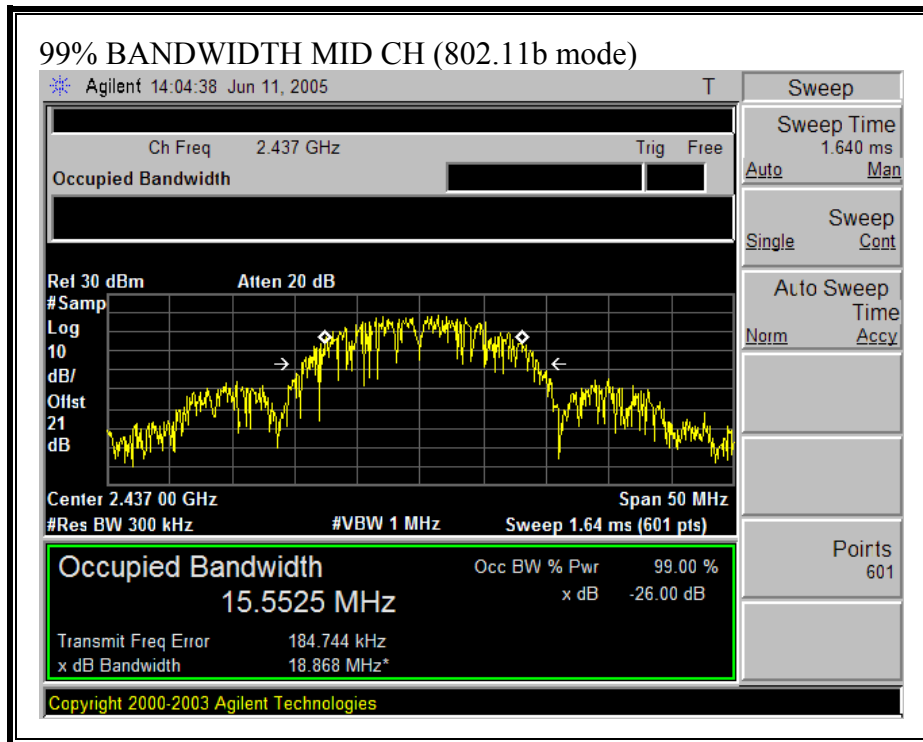 99% BANDWIDTH MID CH (802.11b mode)
Agilent 14:04:38 Jun 11, 2005 T
Sweep
Ch Freq 2.437 GHz Trig Free
Occupied Bandwidth
Sweep Time
1.640 ms
Auto Man
Sweep
Single Cont
Auto Sweep
Time
Norm Accy
Points
601
Ref 30 dBm Atten 20 dB
#Samp
Log
10
dB/
Offst
21
dB
Center 2.437 00 GHz Span 50 MHz
#Res BW 300 kHz #VBW 1 MHz Sweep 1.64 ms (601 pts)
Occupied Bandwidth Occ BW % Pwr 99.00 %
15.5525 MHz x dB -26.00 dB
Transmit Freq Error 184.744 kHz
x dB Bandwidth 18.868 MHz*
Copyright 2000-2003 Agilent Technologies